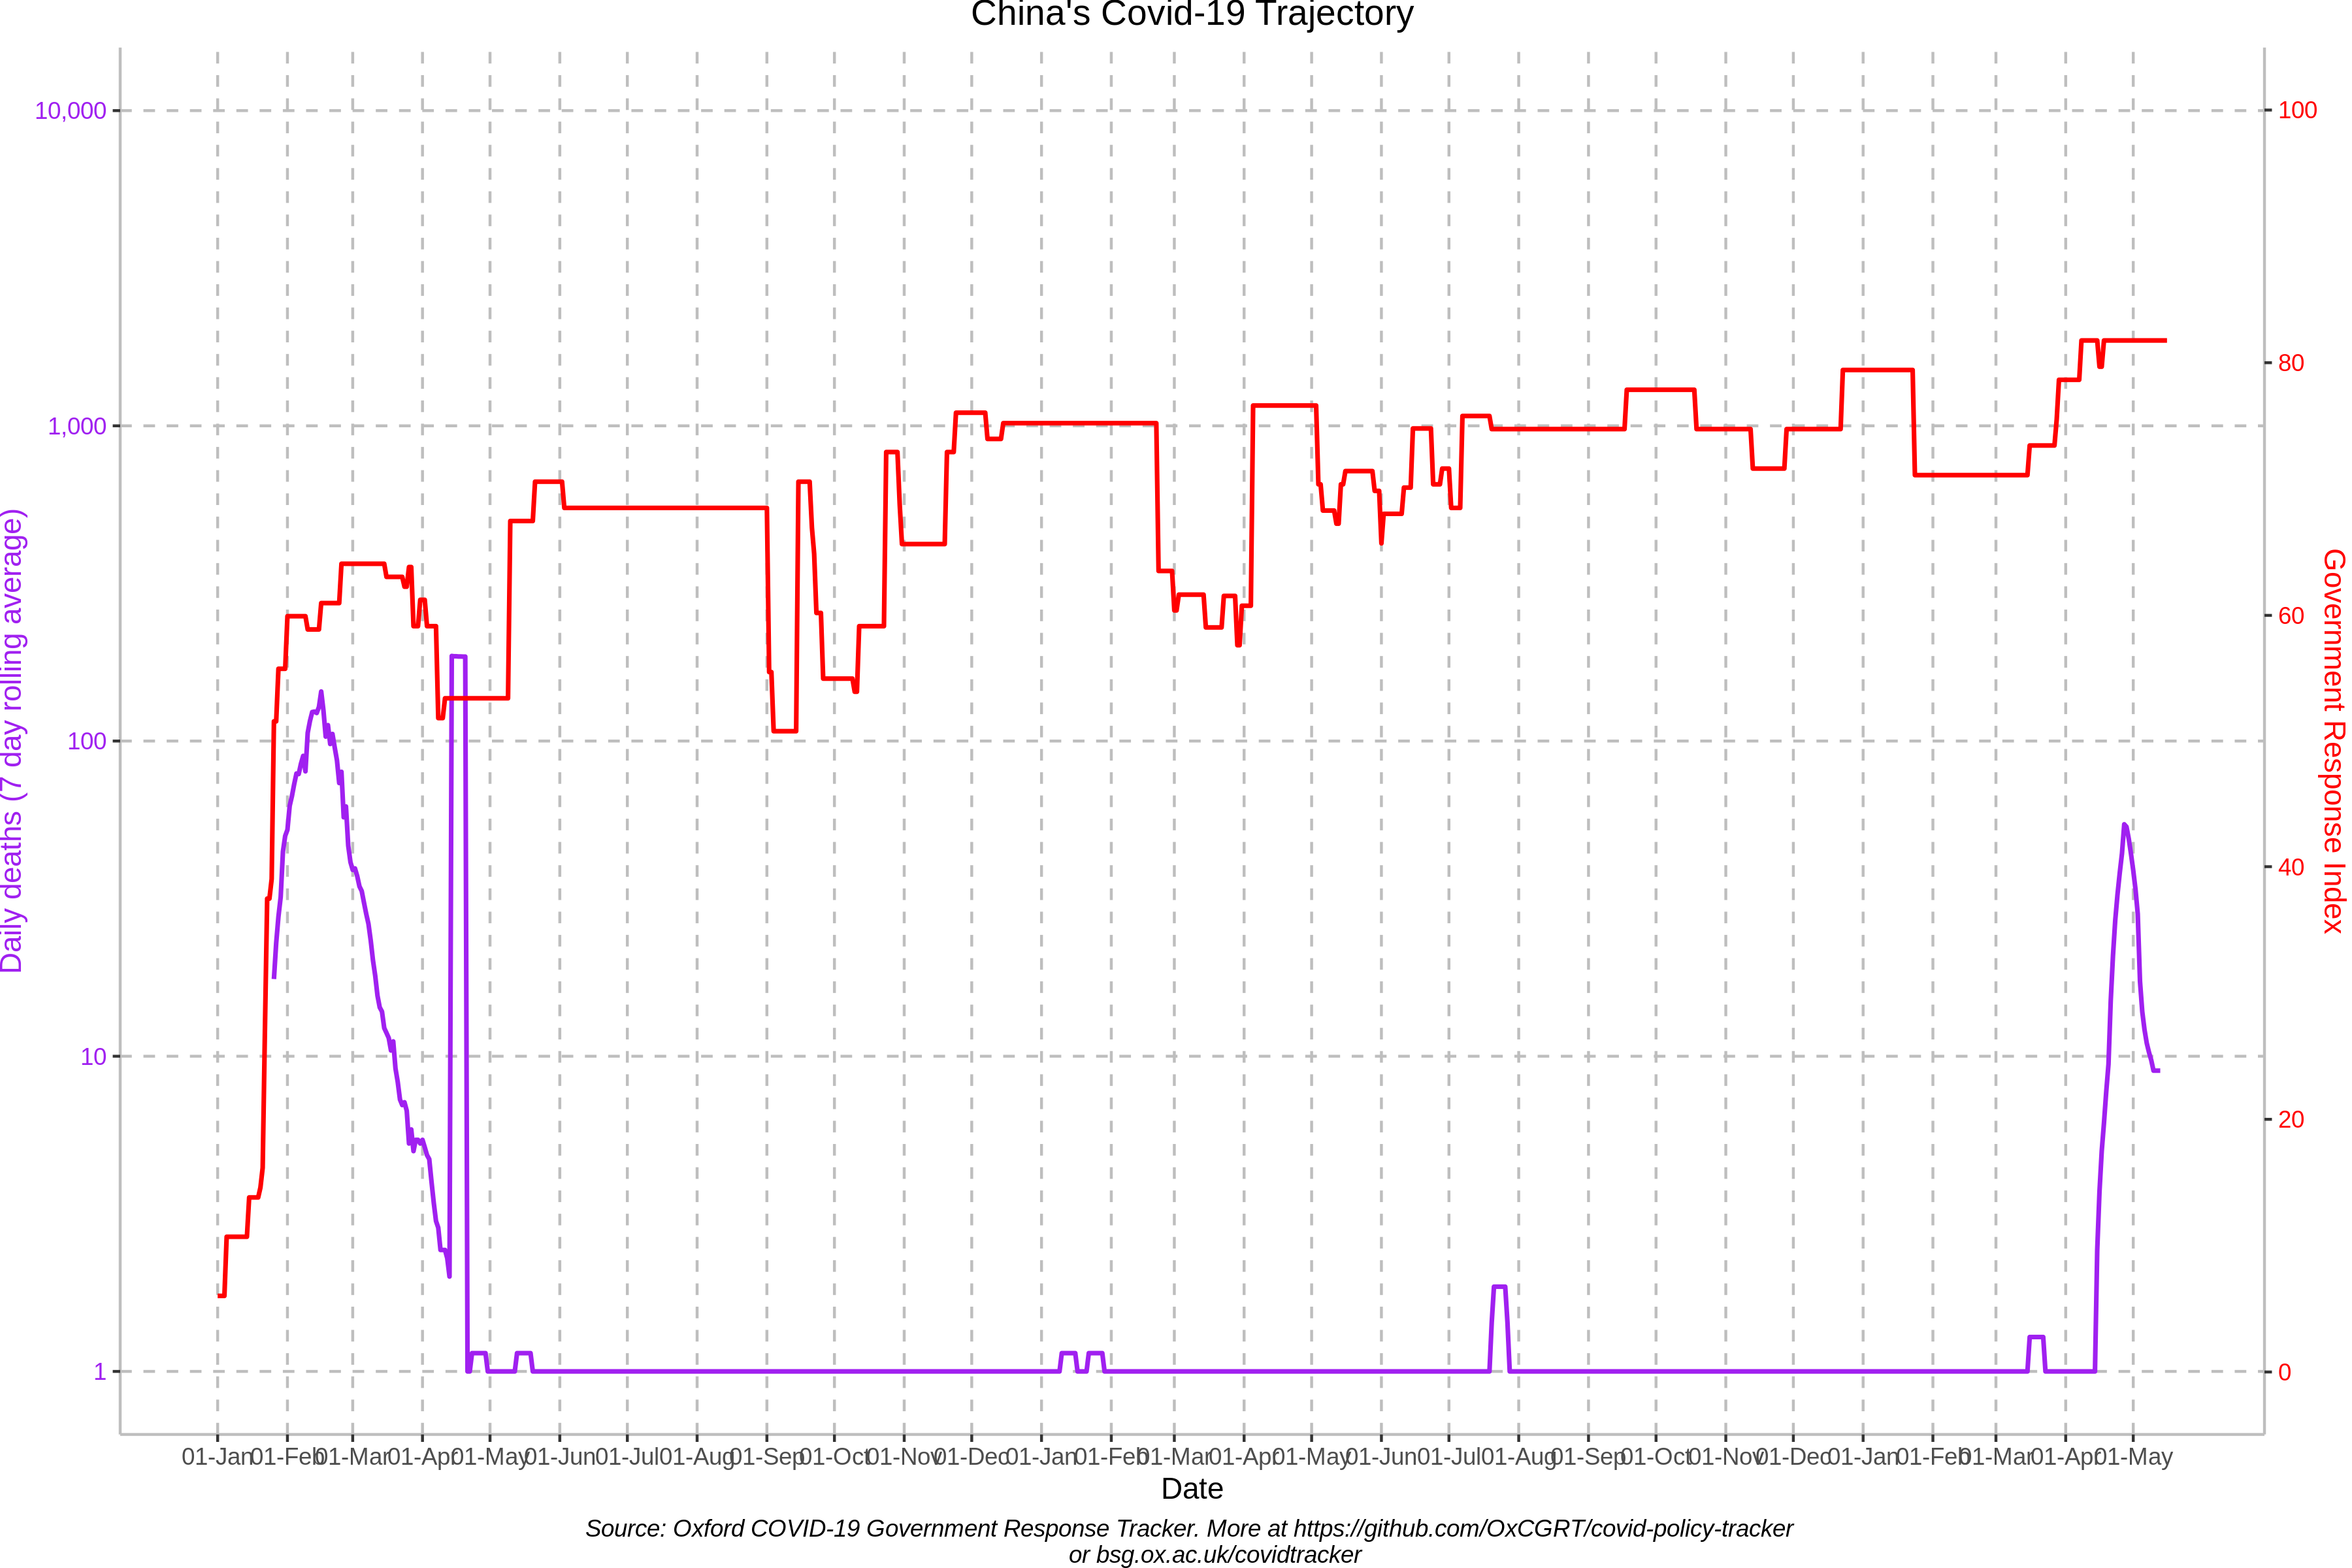 China's Covid-19 Trajectory
10,000
1,000
100
10
1
Daily deaths (7 day rolling average)
100
80
60
40
20
0
Government Response Index
01-Jan 01-Feb 01-Mar 01-Apr 01-May 01-Jun 01-Jul 01-Aug 01-Sep 01-Oct 01-Nov 01-Dec 01-Jan 01-Feb 01-Mar 01-Apr 01-May 01-Jun 01-Jul 01-Aug 01-Sep 01-Oct 01-Nov 01-Dec 01-Jan 01-Feb 01-Mar 01-Apr 01-May
Date
Source: Oxford COVID-19 Government Response Tracker. More at https://github.com/OxCGRT/covid-policy-tracker
or bsg.ox.ac.uk/covidtracker